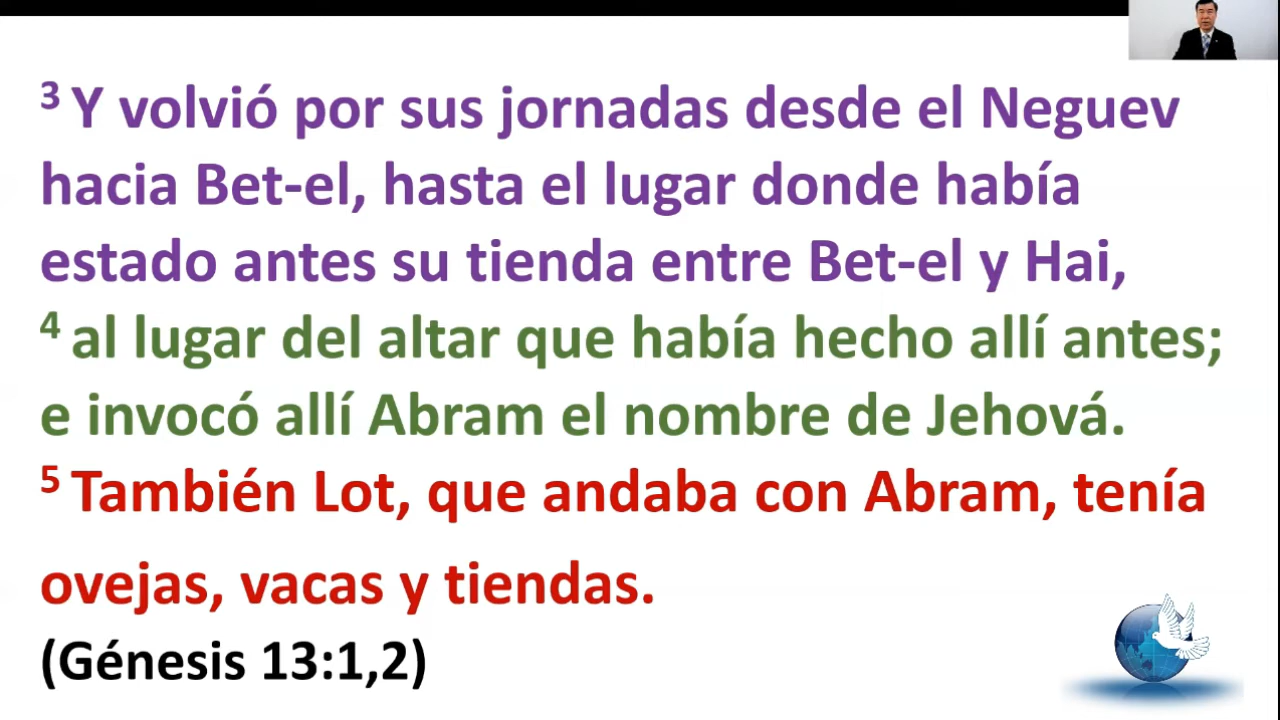 3 Y volvió por sus jornadas desde el Neguev
hacia Bet-el, hasta el lugar donde había
estado antes su tienda entre Bet-el y Hai,
4 al lugar del altar que había hecho allí antes;
e invocó allí Abram el nombre de Jehová.
5 También Lot, que andaba con Abram, tenía
ovejas, vacas y tiendas.
(Génesis 13:1,2)